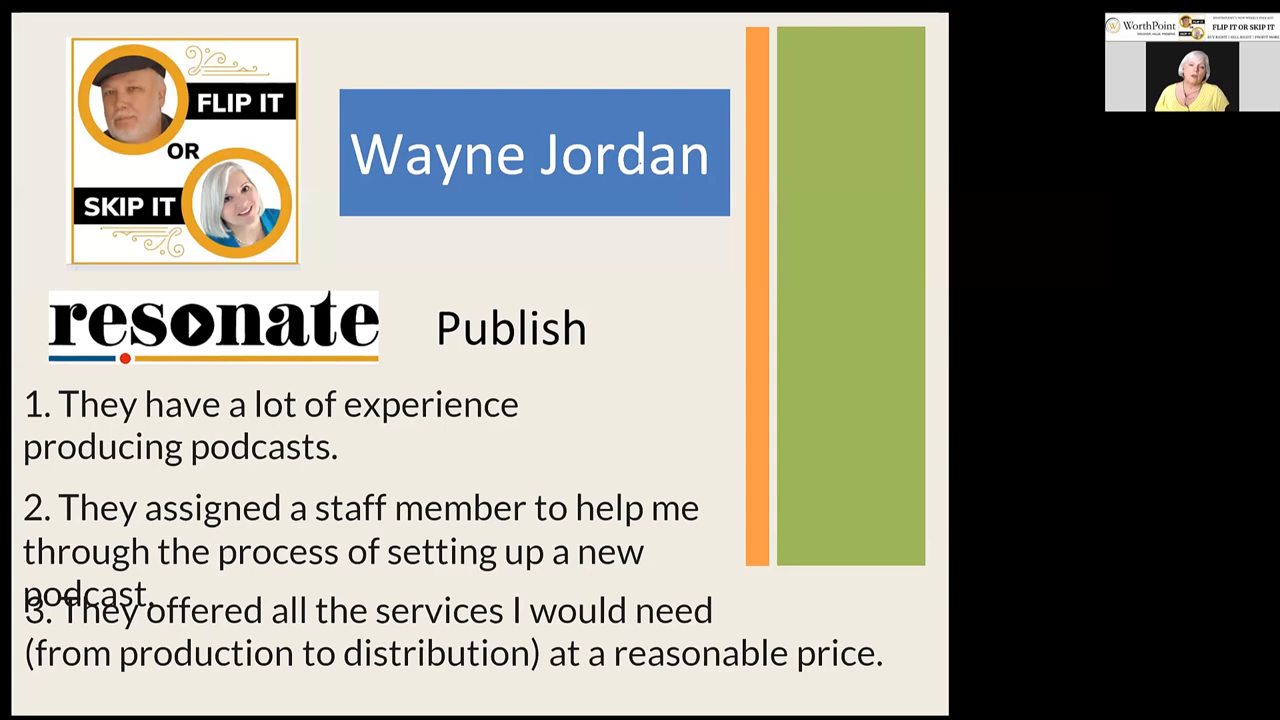 FLIP IT
OR
SKIP IT
Wayne Jordan
resonate
Publish
1. They have a lot of experience
producing podcasts.
2. They assigned a staff member to help me
through the process of setting up a new
podcast.
3. They offered all the services I would need
(from production to distribution) at a reasonable price.
WorthPoint
FLIP IT OR SKIP IT